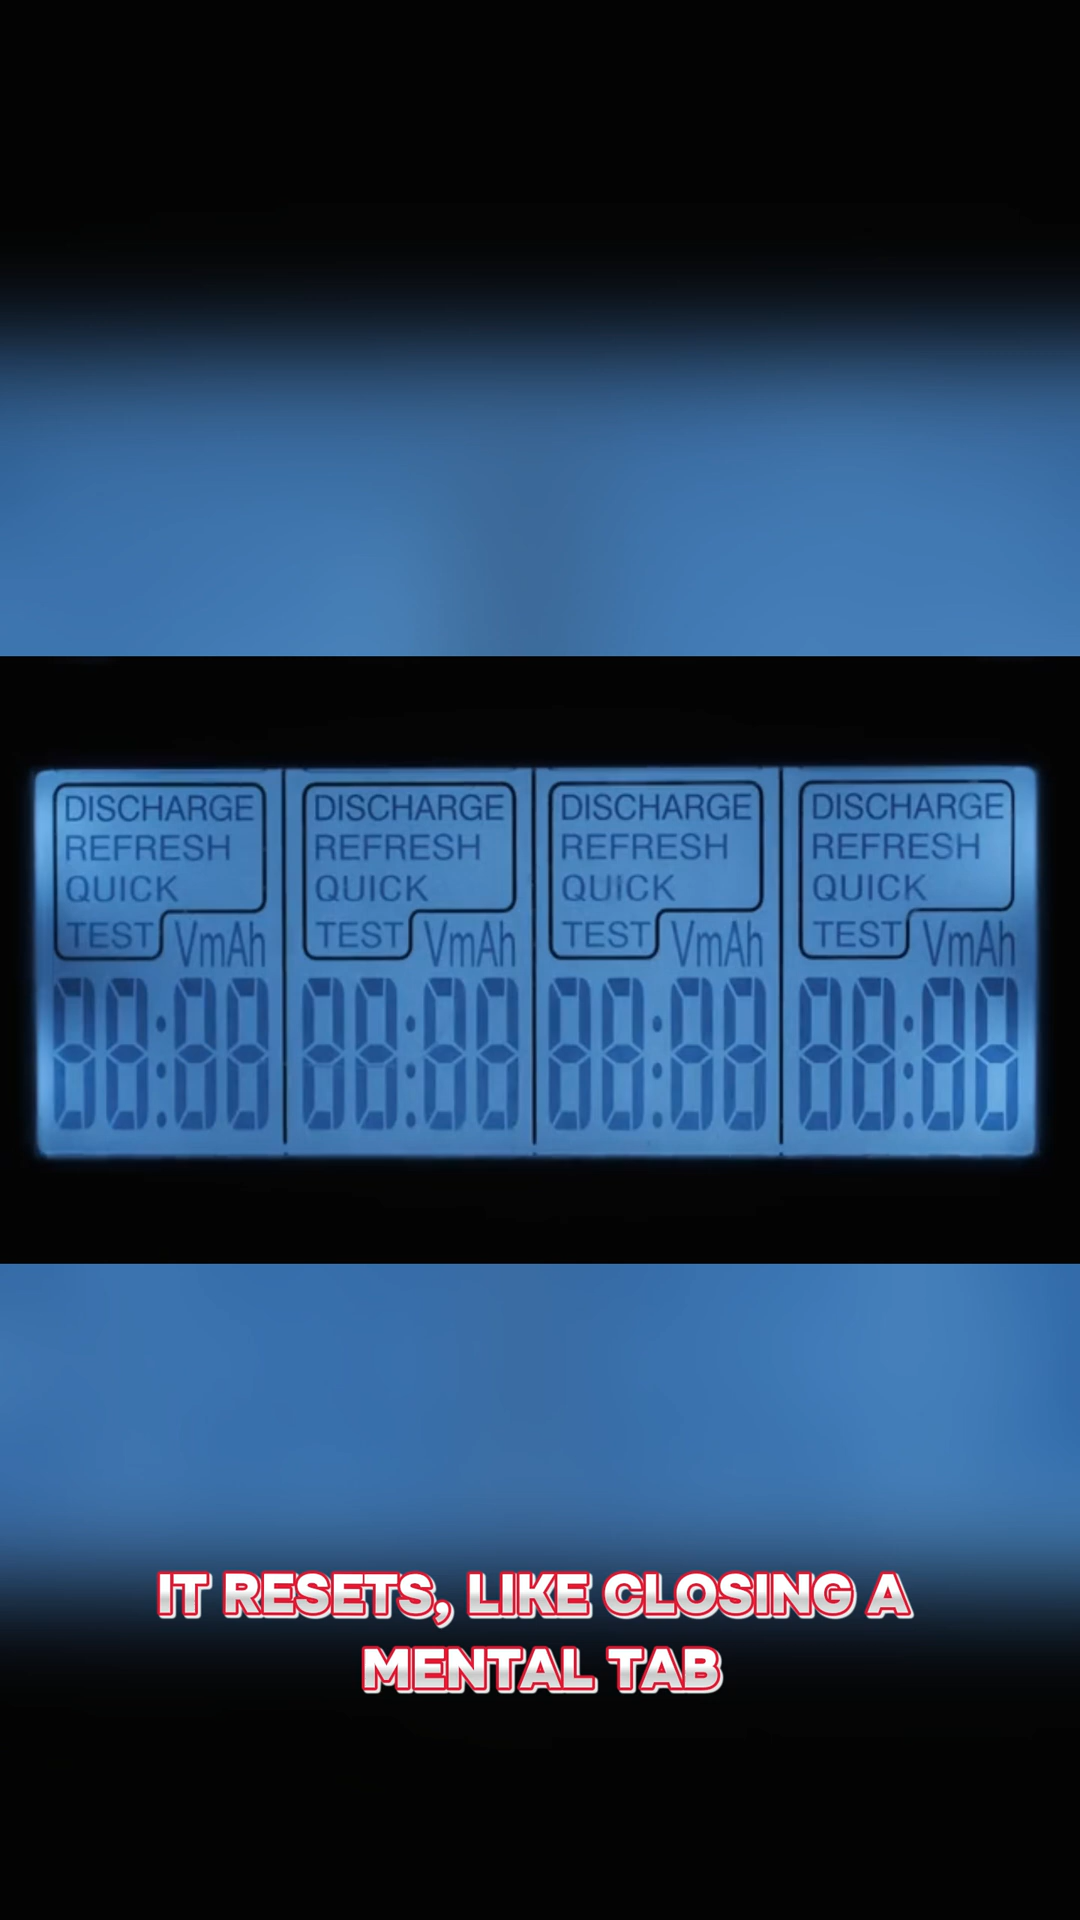 DISCHARGE DISCHARGE DISCHARGE DISCHARGE
REFRESH REFRESH REFRESH REFRESH
QUICK QUICK QUICK QUICK
TEST VmAh TEST VmAh TEST VmAh TEST VmAh
88:88 88:88 88:88 88:88
IT RESETS, LIKE CLOSING A
MENTAL TAB